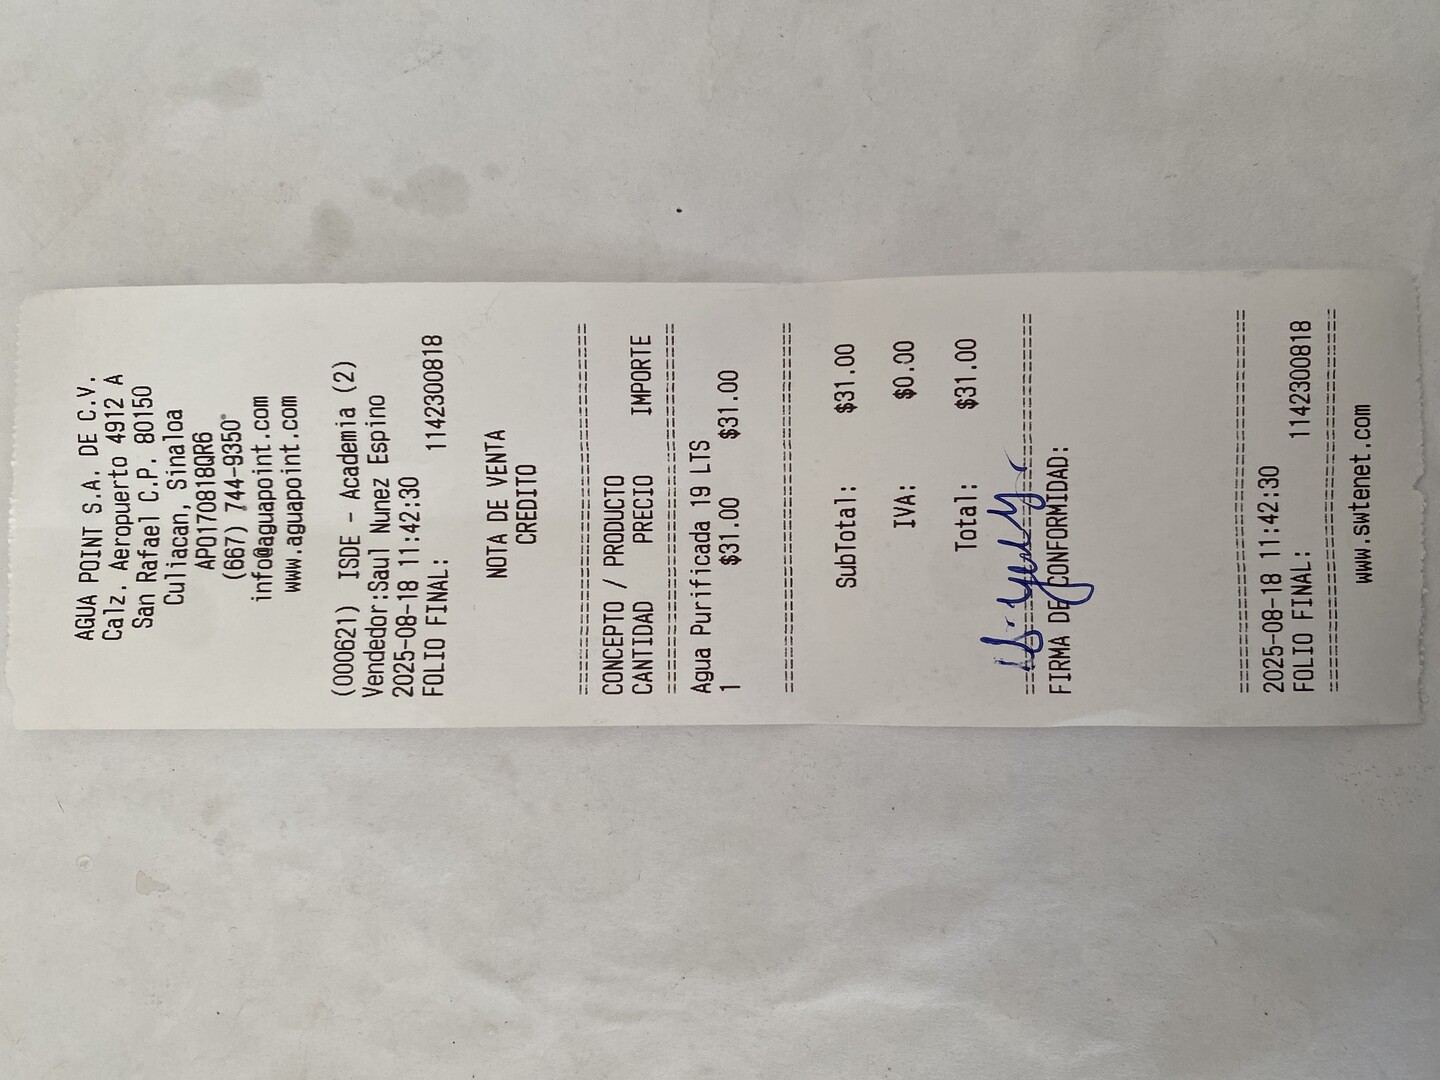 AGUA POINT S.A. DE C.V.
Calz. Aeropuerto 4912 A
San Rafael C.P. 80150
Culiacan, Sinaloa
APO170818QR6
(667) 744-9350
info@aguapoint.com
www.aguapoint.com
(000621) ISDE - Academia (2)
Vendedor:Saul Nunez Espino
2025-08-18 11:42:30
FOLIO FINAL: 1142300818
NOTA DE VENTA
CREDITO
================================
CONCEPTO / PRODUCTO
CANTIDAD PRECIO IMPORTE
================================
Agua Purificada 19 LTS
1 $31.00 $31.00
================================
SubTotal: $31.00
IVA: $0.00
Total: $31.00
================================
FIRMA DE CONFORMIDAD:
================================
2025-08-18 11:42:30
FOLIO FINAL: 1142300818
================================
www.swtenet.com